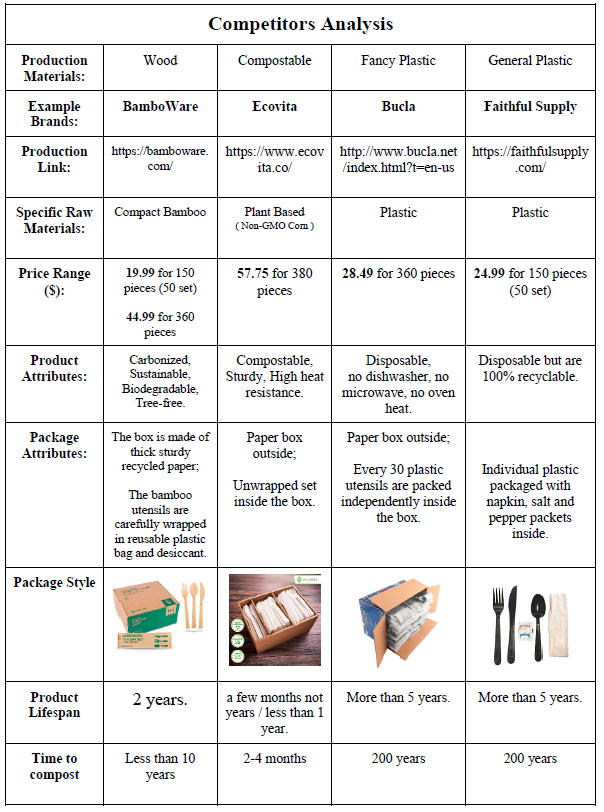 Competitors Analysis
Production
Materials:
Wood
Compostable
Fancy Plastic
General Plastic
Example
Brands:
BamboWare
Ecovita
Bucla
Faithful Supply
Production
Link:
https://bamboware.
com/
https://www.ecov
ita.co/
http://www.bucla.net
/index.html?t=en-us
https://faithfulsupply
.com/
Specific Raw
Materials:
Compact Bamboo
Plant Based
( Non-GMO Corn )
Plastic
Plastic
Price Range
($):
19.99 for 150
pieces (50 set)
44.99 for 360
pieces
57.75 for 380
pieces
28.49 for 360 pieces
24.99 for 150 pieces
(50 set)
Product
Attributes:
Carbonized,
Sustainable,
Biodegradable,
Tree-free.
Compostable,
Sturdy, High heat
resistance.
Disposable,
no dishwasher, no
microwave, no oven
heat.
Disposable but are
100% recyclable.
Package
Attributes:
The box is made of
thick sturdy
recycled paper;
The bamboo
utensils are
carefully wrapped
in reusable plastic
bag and desiccant.
Paper box
outside;
Unwrapped set
inside the box.
Paper box outside;
Every 30 plastic
utensils are packed
independently inside
the box.
Individual plastic
packaged with
napkin, salt and
pepper packets
inside.
Package Style
Product
Lifespan
2 years.
a few months not
years / less than 1
year.
More than 5 years.
More than 5 years.
Time to
compost
Less than 10
years
2-4 months
200 years
200 years